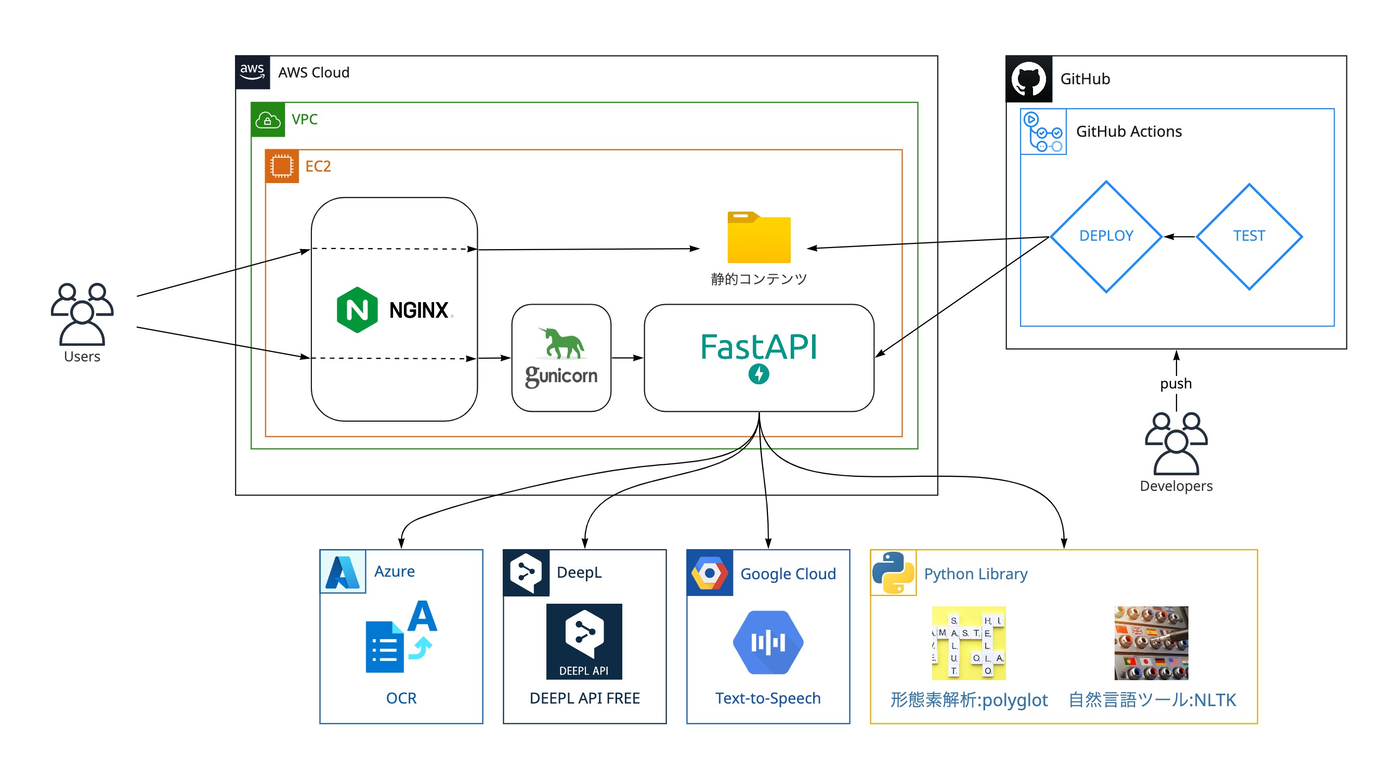 aws
AWS Cloud
VPC
EC2
NGINX
静的コンテンツ
gunicorn
FastAPI
Users
GitHub
GitHub Actions
DEPLOY
TEST
push
Developers
Azure
A
OCR
DeepL
DEEPL API
DEEPL API FREE
Google Cloud
Text-to-Speech
Python Library
形態素解析:polyglot
自然言語ツール:NLTK